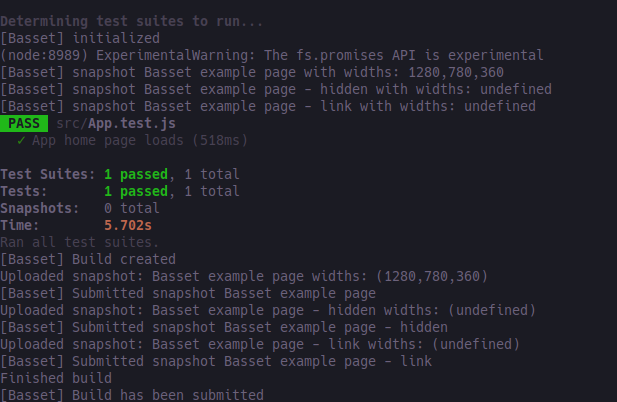 Determining test suites to run...
[Basset] initialized
(node:8989) ExperimentalWarning: The fs.promises API is experimental
[Basset] snapshot Basset example page with widths: 1280,780,360
[Basset] snapshot Basset example page - hidden with widths: undefined
[Basset] snapshot Basset example page - link with widths: undefined
PASS src/App.test.js
✓ App home page loads (518ms)
Test Suites: 1 passed, 1 total
Tests: 1 passed, 1 total
Snapshots: 0 total
Time: 5.702s
Ran all test suites.
[Basset] Build created
Uploaded snapshot: Basset example page widths: (1280,780,360)
[Basset] Submitted snapshot Basset example page
Uploaded snapshot: Basset example page - hidden widths: (undefined)
[Basset] Submitted snapshot Basset example page - hidden
Uploaded snapshot: Basset example page - link widths: (undefined)
[Basset] Submitted snapshot Basset example page - link
Finished build
[Basset] Build has been submitted